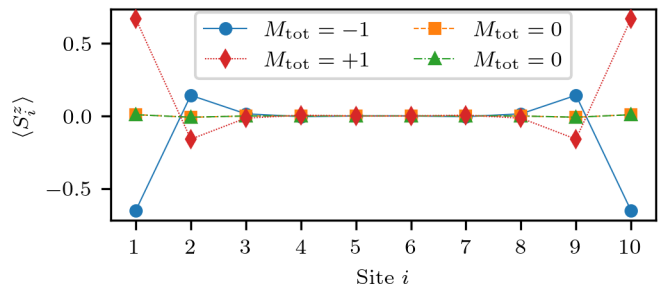 0.5
0.0
−0.5
⟨Sᵢᶻ⟩
M_tot = −1
M_tot = +1
M_tot = 0
M_tot = 0
1 2 3 4 5 6 7 8 9 10
Site i